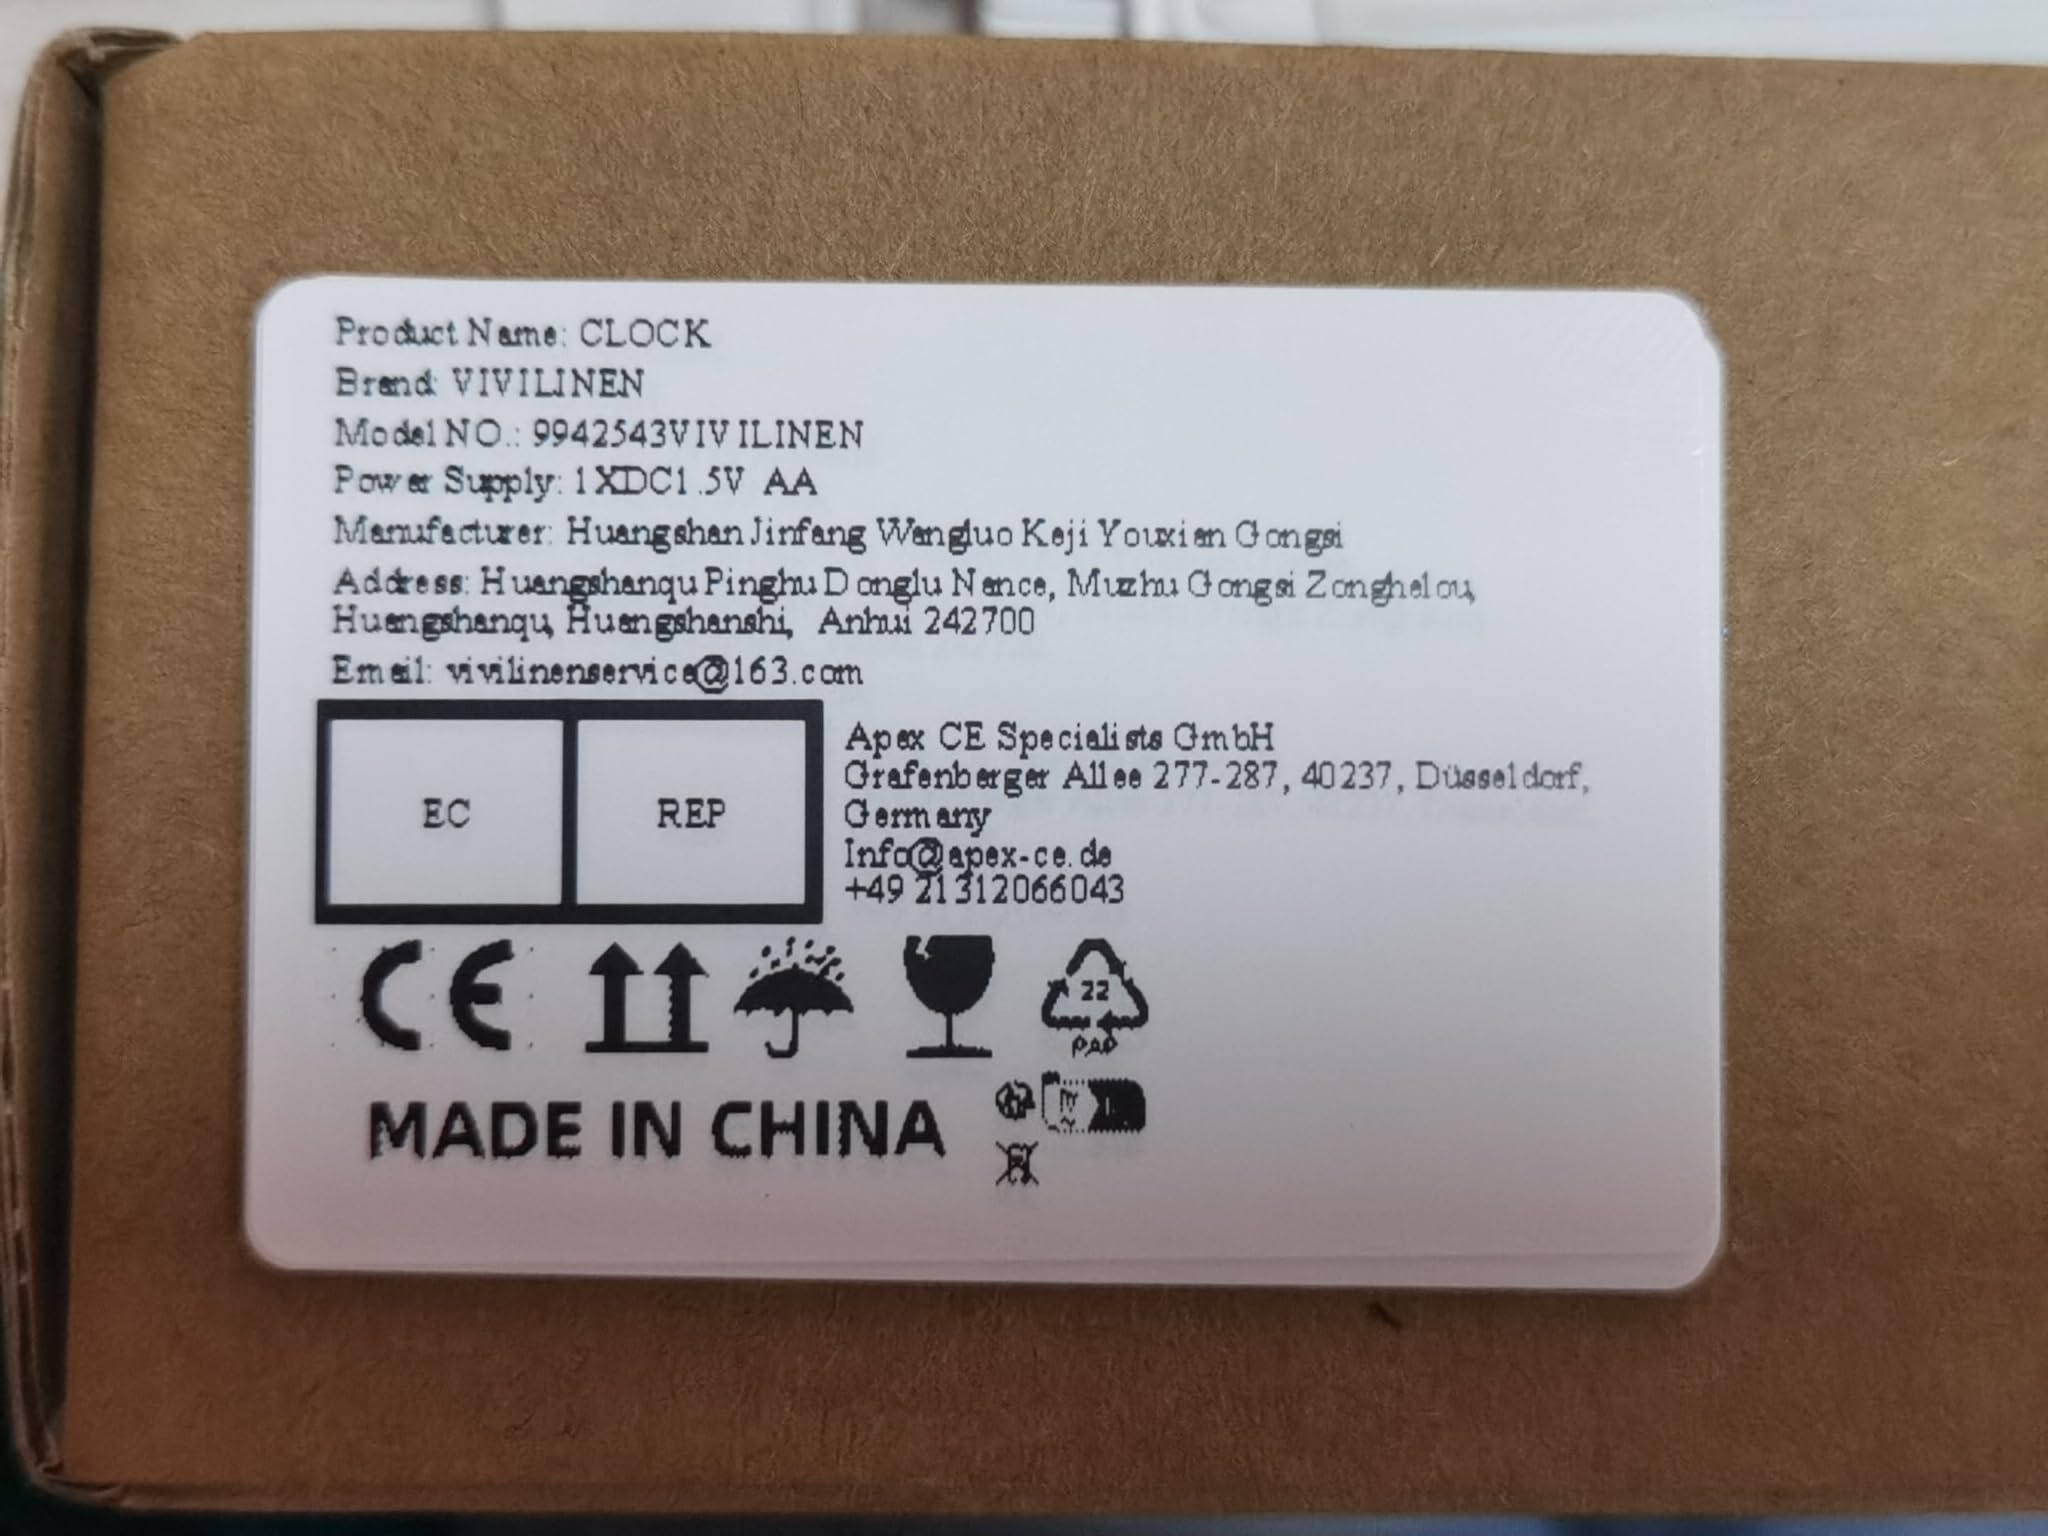 Product Name: CLOCK
Brand: VIVILINEN
Model NO.: 9942543VIVILINEN
Power Supply: 1XDC1.5V AA
Manufacturer: Huangshan Jinfang Wangluo Keji Youxian Gongsi
Address: Huangshanqu Pinghu Donglu Nance, Muzhu Gongsi Zonghelou,
Huangshanqu, Huangshanshi, Anhui 242700
Email: vivilinenservice@163.com
EC REP
Apex CE Specialists GmbH
Grafenberger Allee 277-287, 40237, Düsseldorf,
Germany
Info@apex-ce.de
+49 21312066043
CE
22
PAP
MADE IN CHINA